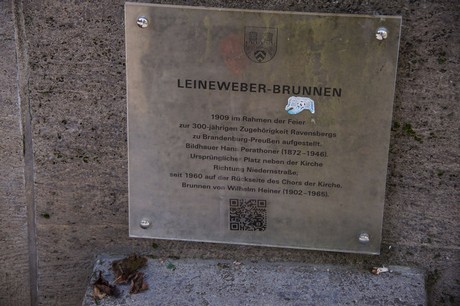 LEINEWEBER-BRUNNEN
1909 im Rahmen der Feier
zur 300-jährigen Zugehörigkeit Ravensbergs
zu Brandenburg-Preußen aufgestellt.
Bildhauer Hans Perathoner (1872–1946).
Ursprünglicher Platz neben der Kirche
Richtung Niedernstraße,
seit 1960 auf der Rückseite des Chors der Kirche.
Brunnen von Wilhelm Heiner (1902–1965).